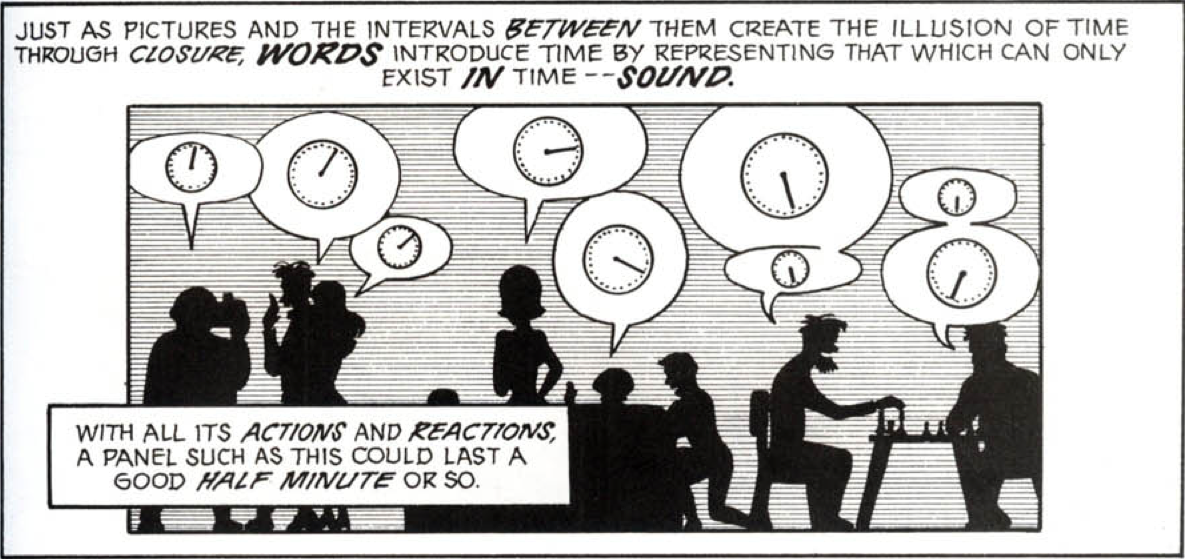 JUST AS PICTURES AND THE INTERVALS BETWEEN THEM CREATE THE ILLUSION OF TIME
THROUGH CLOSURE, WORDS INTRODUCE TIME BY REPRESENTING THAT WHICH CAN ONLY
EXIST IN TIME -- SOUND.
WITH ALL ITS ACTIONS AND REACTIONS,
A PANEL SUCH AS THIS COULD LAST A
GOOD HALF MINUTE OR SO.